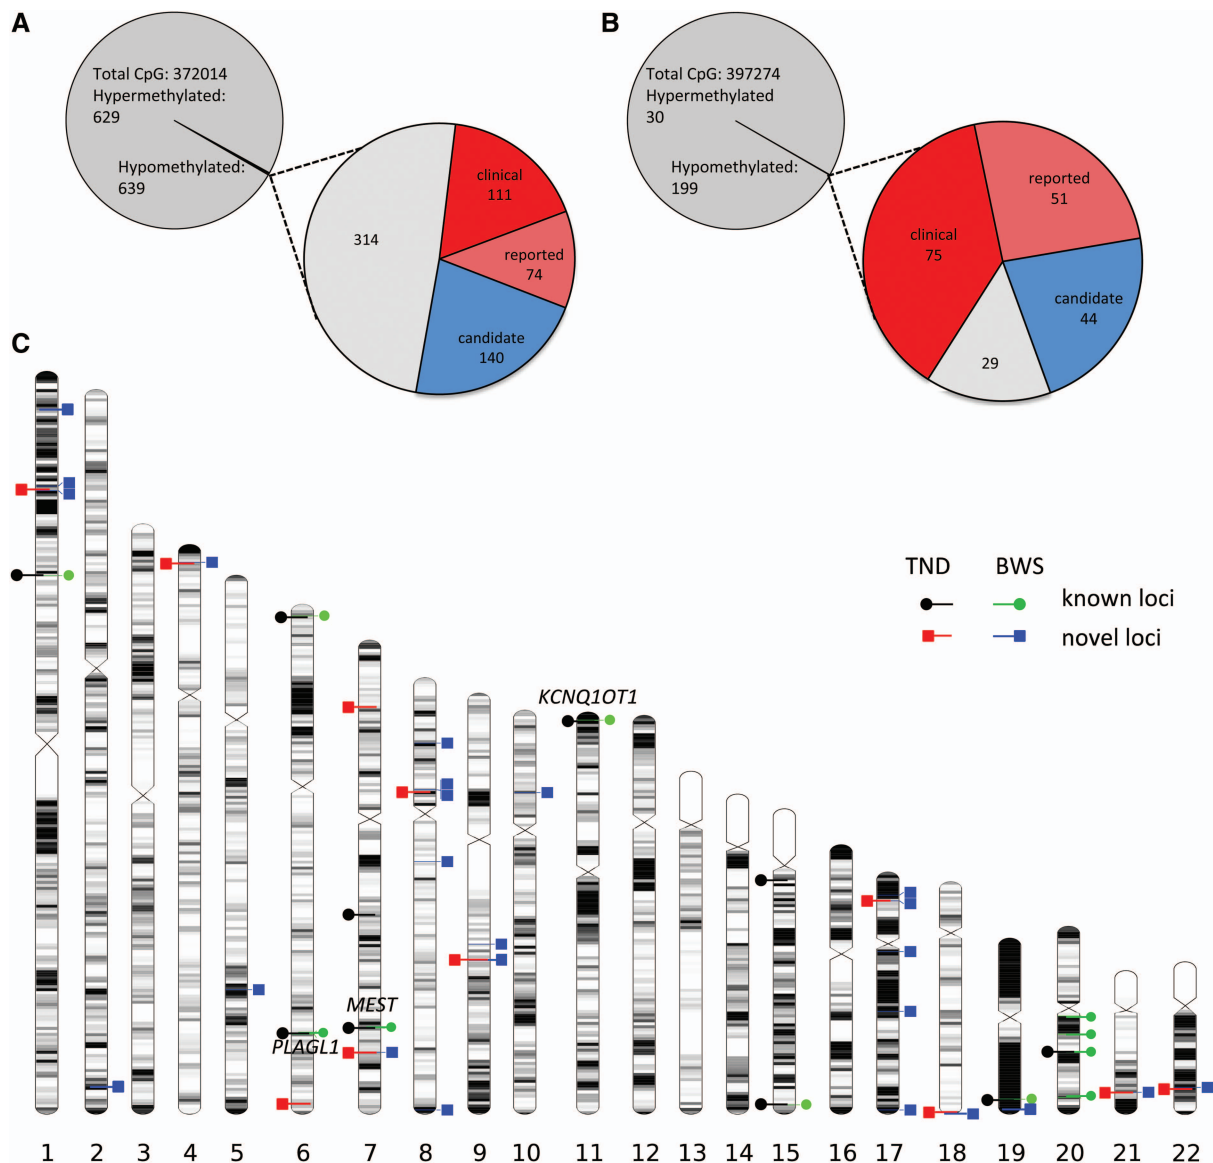 A
Total CpG: 372014
Hypermethylated:
629
Hypomethylated:
639
314
clinical
111
reported
74
candidate
140
B
Total CpG: 397274
Hypermethylated
30
Hypomethylated:
199
clinical
75
reported
51
candidate
44
29
C
TND BWS
known loci
novel loci
KCNQ1OT1
MEST
PLAGL1
1 2 3 4 5 6 7 8 9 10 11 12 13 14 15 16 17 18 19 20 21 22